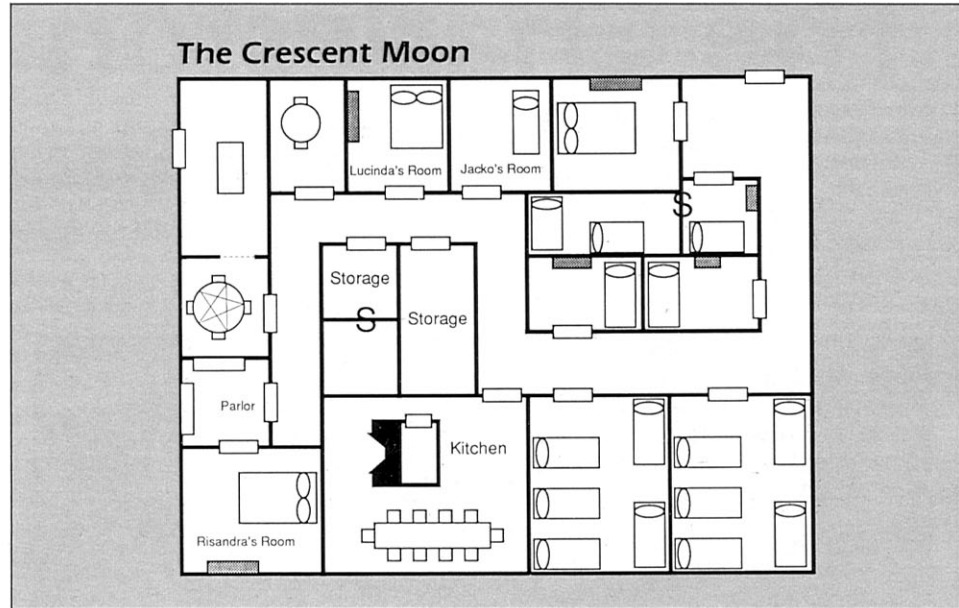 The Crescent Moon
Lucinda's Room
Jacko's Room
S
Storage
S
Storage
Parlor
Kitchen
Risandra's Room